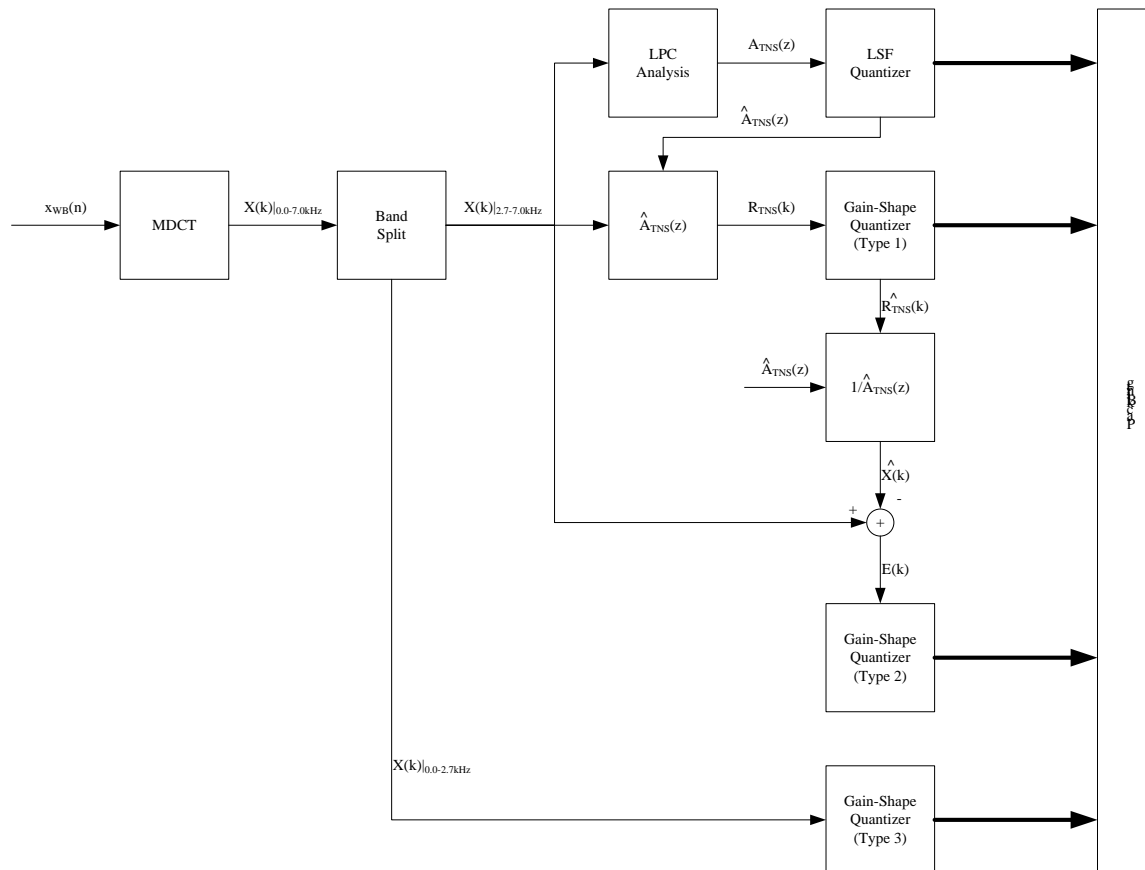 LPC
Analysis
A_TNS(z)
LSF
Quantizer
Â_TNS(z)
x_WB(n)
MDCT
X(k)|0.0-7.0kHz
Band
Split
X(k)|2.7-7.0kHz
Â_TNS(z)
R_TNS(k)
Gain-Shape
Quantizer
(Type 1)
R̂_TNS(k)
Â_TNS(z)
1/Â_TNS(z)
X̂(k)
-
+
+
E(k)
Gain-Shape
Quantizer
(Type 2)
X(k)|0.0-2.7kHz
Gain-Shape
Quantizer
(Type 3)